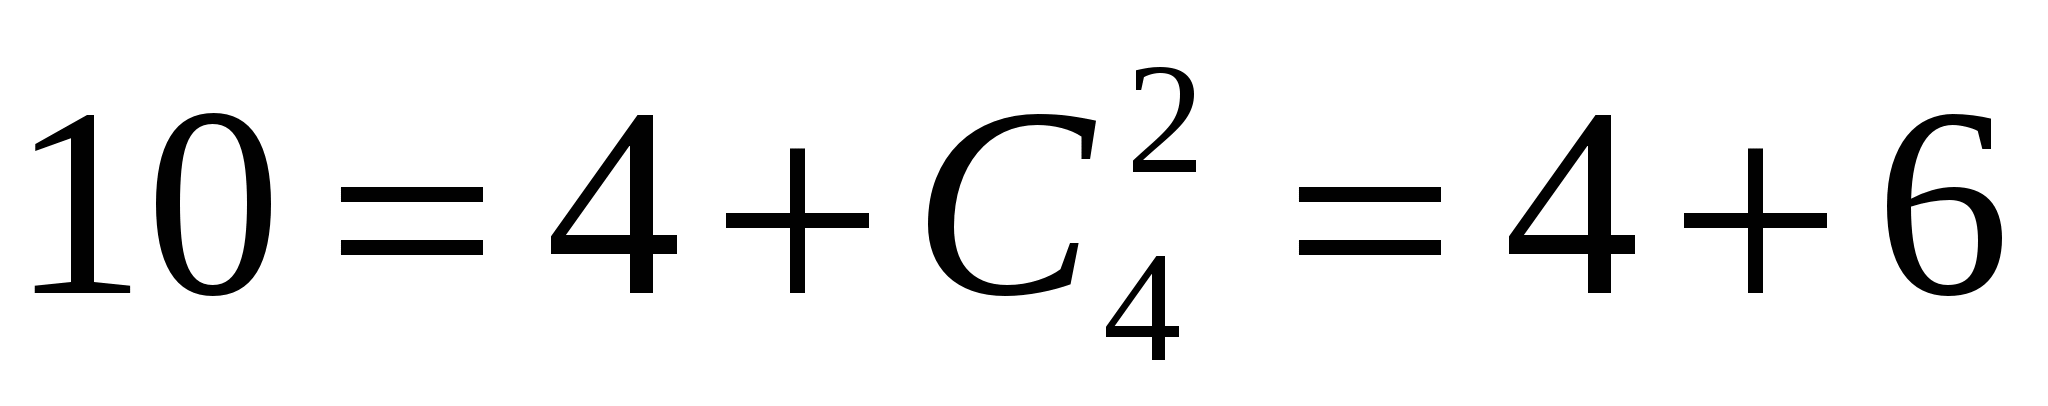 10 = 4 + C_4^2 = 4 + 6